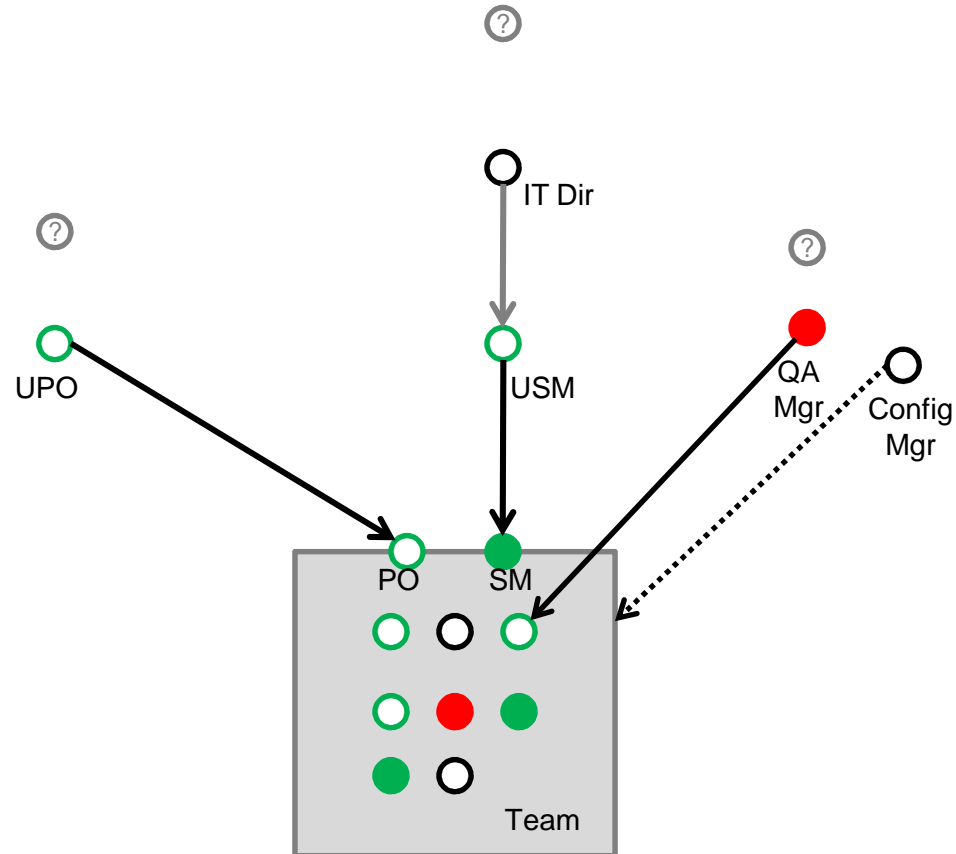 ?
IT Dir
?
?
UPO
USM
QA
Mgr
Config
Mgr
PO
SM
Team